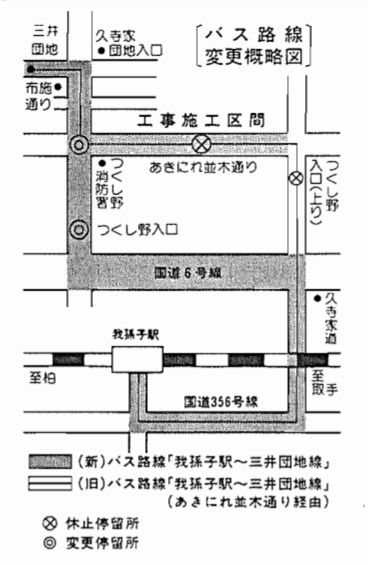 バス路線
変更概略図
三井
団地
久寺家
団地入口
布施
通り
工事施工区間
あきにれ並木通り
つくし野
消防署
つくし野
入口(上り)
つくし野入口
国道6号線
久寺家道
我孫子駅
至柏
至取手
国道356号線
(新)バス路線「我孫子駅〜三井団地線」
(旧)バス路線「我孫子駅〜三井団地線」
(あきにれ並木通り経由)
休止停留所
変更停留所